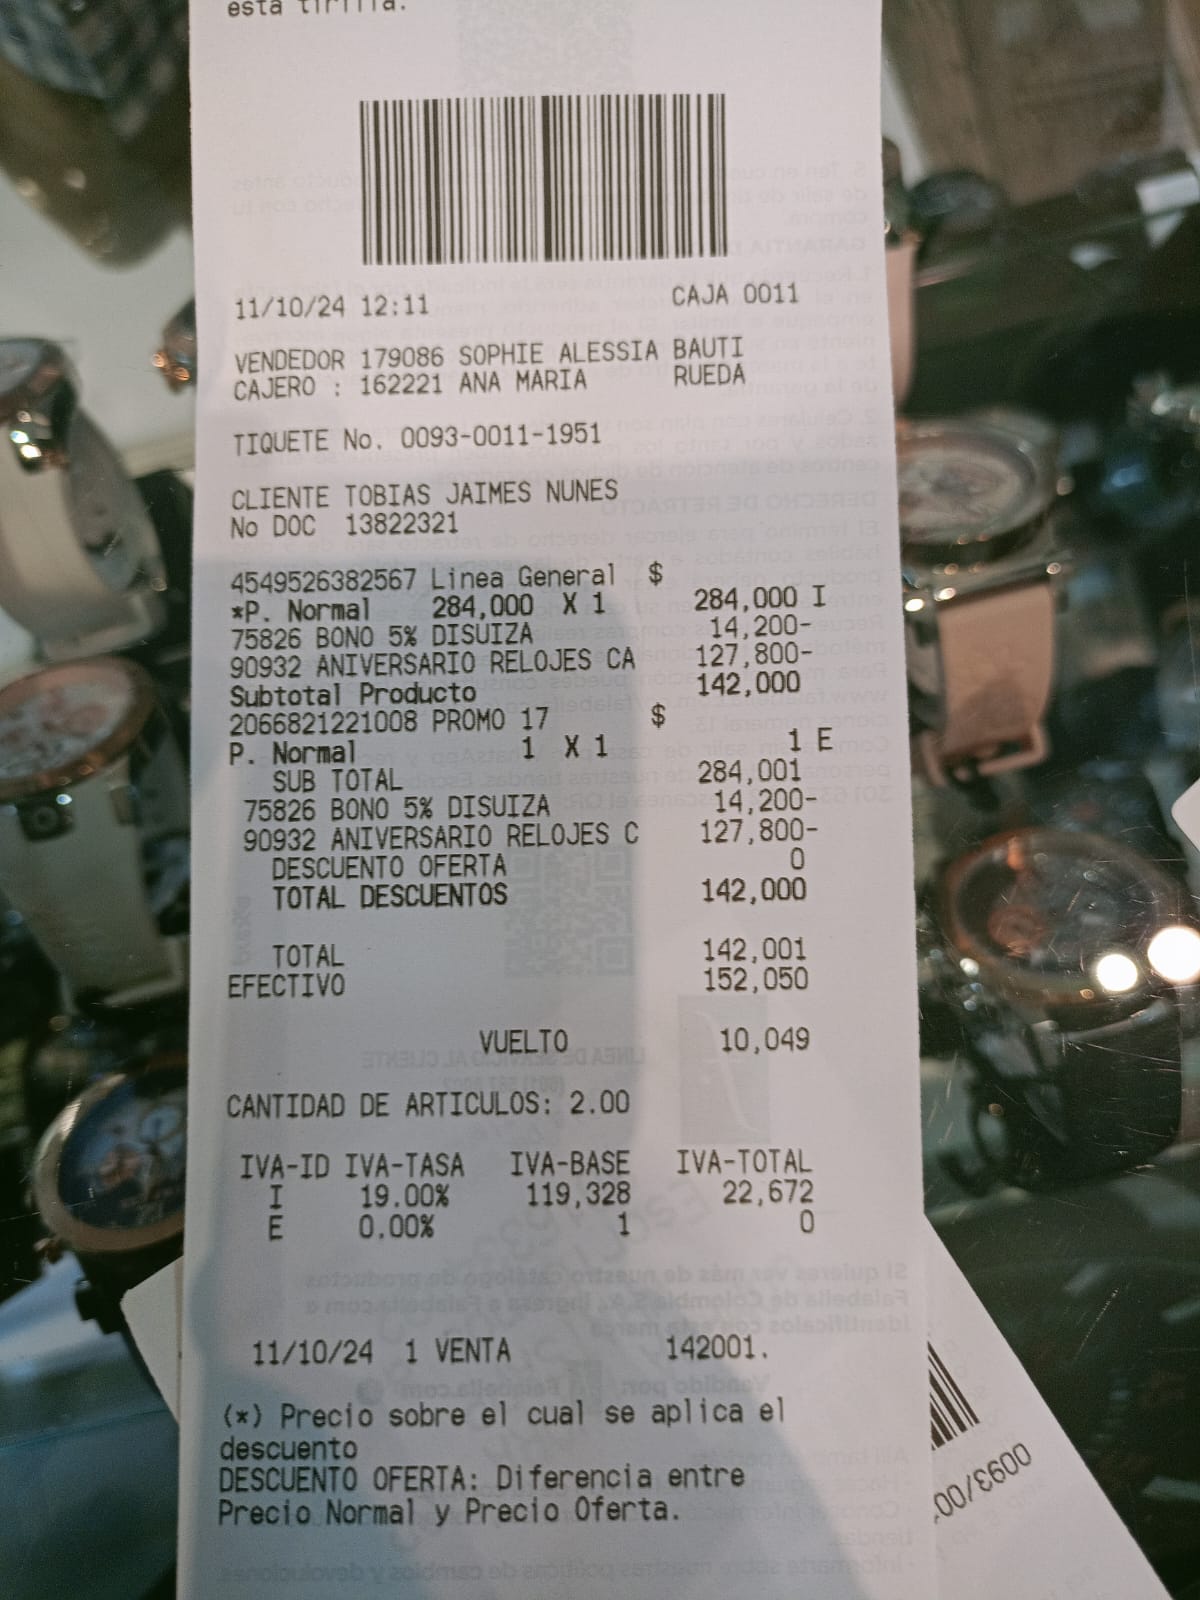 esta tirilla.
11/10/24 12:11 CAJA 0011
VENDEDOR 179086 SOPHIE ALESSIA BAUTI
CAJERO : 162221 ANA MARIA RUEDA
TIQUETE No. 0093-0011-1951
CLIENTE TOBIAS JAIMES NUNES
No DOC 13822321
4549526382567 Linea General $
*P. Normal 284,000 X 1 284,000 I
75826 BONO 5% DISUIZA 14,200-
90932 ANIVERSARIO RELOJES CA 127,800-
Subtotal Producto 142,000
2066821221008 PROMO 17 $
P. Normal 1 X 1 1 E
SUB TOTAL 284,001
75826 BONO 5% DISUIZA 14,200-
90932 ANIVERSARIO RELOJES C 127,800-
DESCUENTO OFERTA 0
TOTAL DESCUENTOS 142,000
TOTAL 142,001
EFECTIVO 152,050
VUELTO 10,049
CANTIDAD DE ARTICULOS: 2.00
IVA-ID IVA-TASA IVA-BASE IVA-TOTAL
I 19.00% 119,328 22,672
E 0.00% 1 0
11/10/24 1 VENTA 142001.
(*) Precio sobre el cual se aplica el
descuento
DESCUENTO OFERTA: Diferencia entre
Precio Normal y Precio Oferta.
0093/00